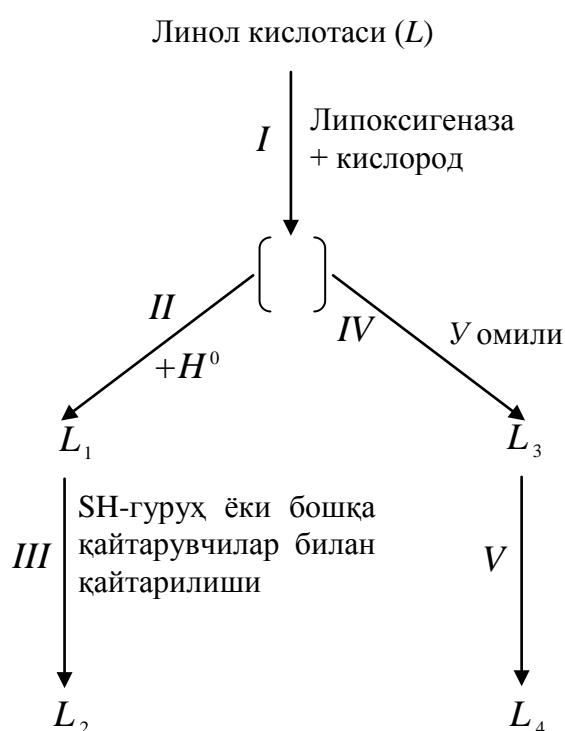 Линол кислотаси (L)
I
Липоксигеназа
+ кислород
II
+H⁰
IV
У омили
L₁
L₃
III
SH-гуруҳ ёки бошқа
қайтарувчилар билан
қайтарилиши
V
L₂
L₄